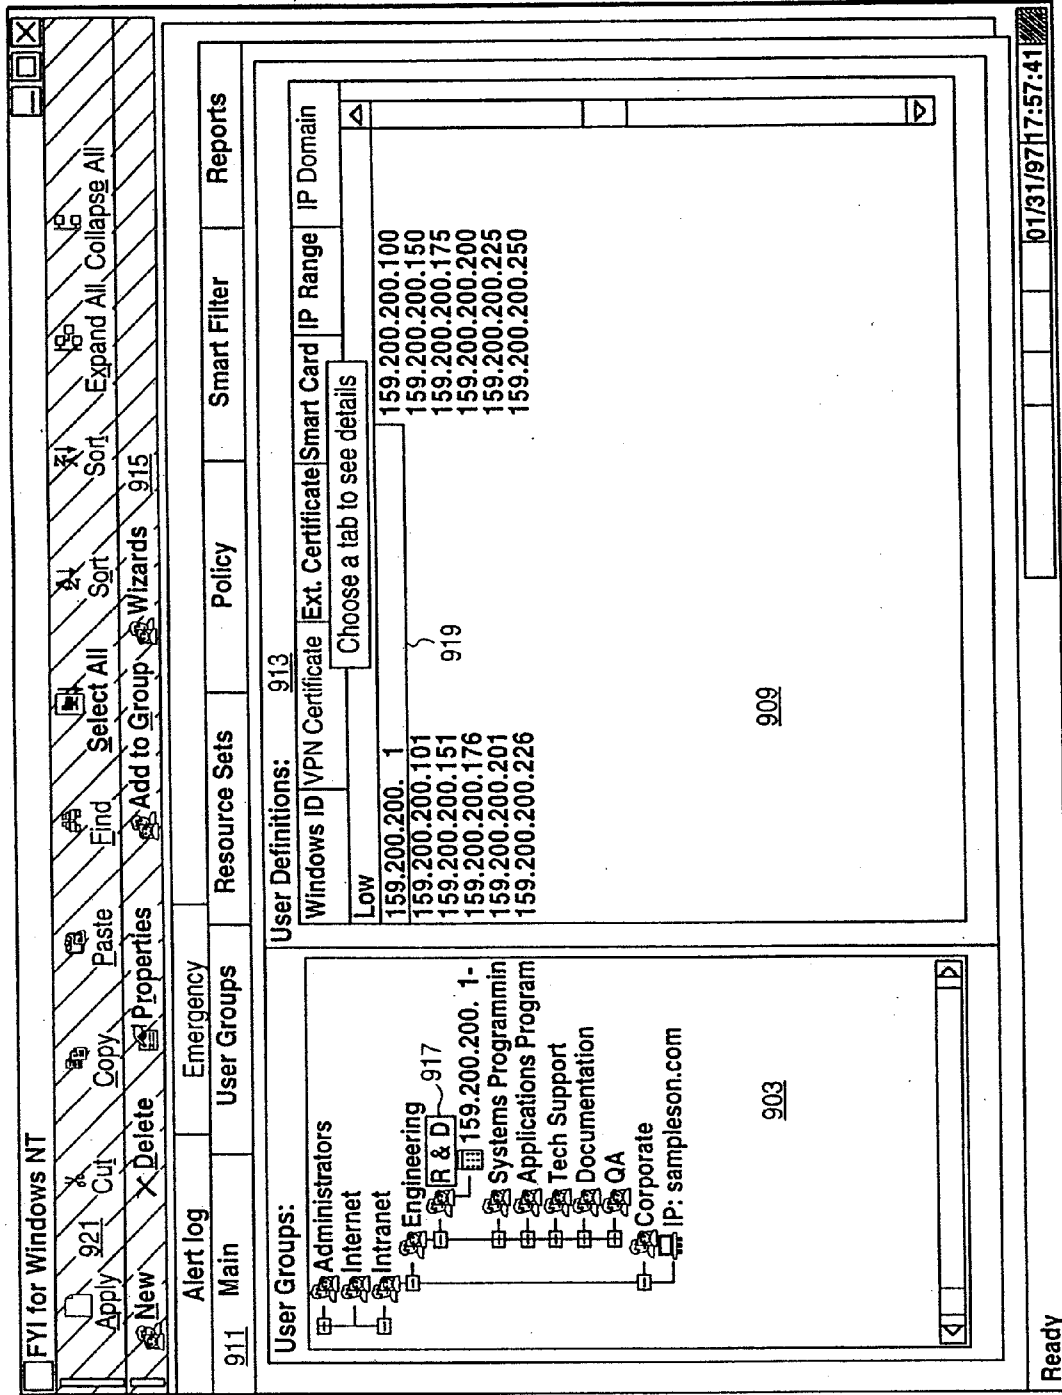 FYI for Windows NT
Apply 921 Cut Copy Paste Find Select All Sort Sort Expand All Collapse All
New Delete Properties Add to Group Wizards 915
Alert log Emergency
911 Main User Groups Resource Sets Policy Smart Filter Reports
User Groups:
Administrators
Internet
Intranet
Engineering
R & D 917
159.200.200. 1-
Systems Programmin
Applications Program
Tech Support
Documentation
QA
Corporate
IP: sampleson.com
903
User Definitions: 913
Windows ID VPN Certificate Ext. Certificate Smart Card IP Range IP Domain
Choose a tab to see details
Low
159.200.200. 1 159.200.200.100
159.200.200.101 159.200.200.150
159.200.200.151 159.200.200.175
159.200.200.176 159.200.200.200
159.200.200.201 159.200.200.225
159.200.200.226 159.200.200.250
919
909
Ready 01/31/97 17:57:41